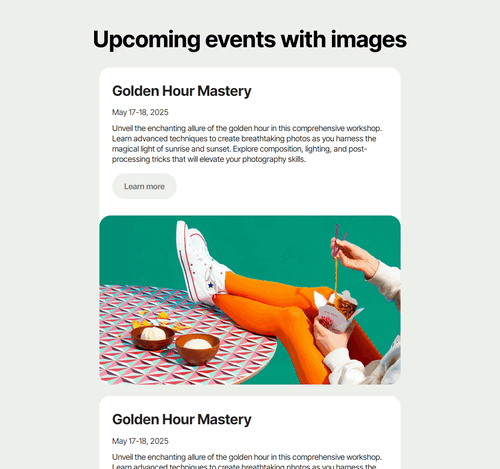 Upcoming events with images
Golden Hour Mastery
May 17-18, 2025
Unveil the enchanting allure of the golden hour in this comprehensive workshop.
Learn advanced techniques to create breathtaking photos as you harness the
magical light of sunrise and sunset. Explore composition, lighting, and post-
processing tricks that will elevate your photography skills.
Learn more
Golden Hour Mastery
May 17-18, 2025
Unveil the enchanting allure of the golden hour in this comprehensive workshop.
Learn advanced techniques to create breathtaking photos as you harness the